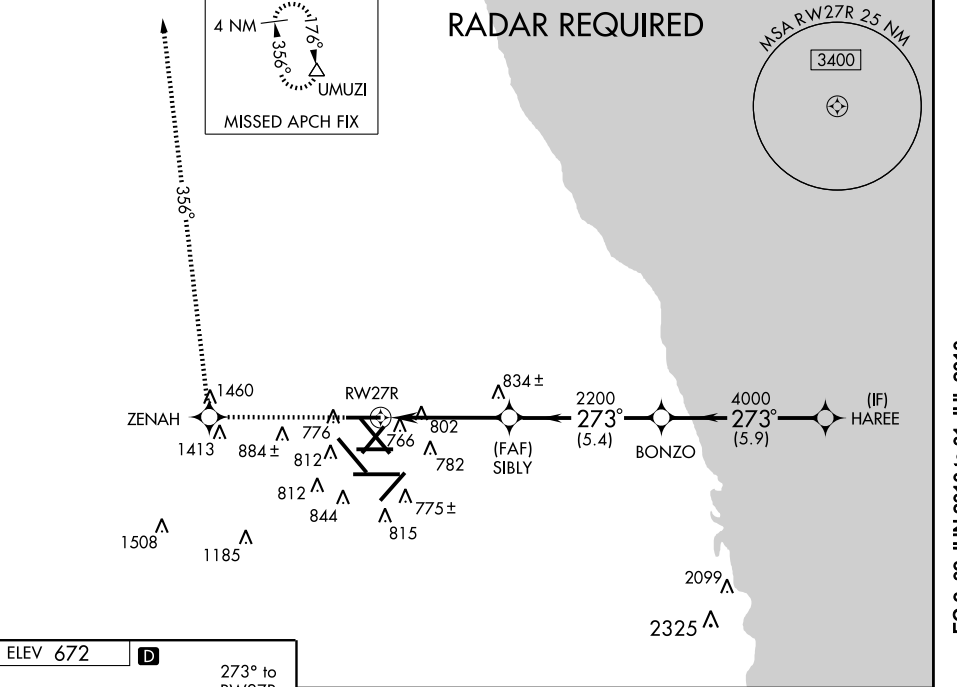 RADAR REQUIRED
MSA RW27R 25 NM
3400
4 NM
176°
356°
UMUZI
MISSED APCH FIX
356°
1460
ZENAH
1413
884±
RW27R
776
766
802
782
812
812
844
775±
815
1508
1185
834±
(FAF)
SIBLY
2200
273°
(5.4)
BONZO
4000
273°
(5.9)
(IF)
HAREE
2099
2325
ELEV 672
D
273° to